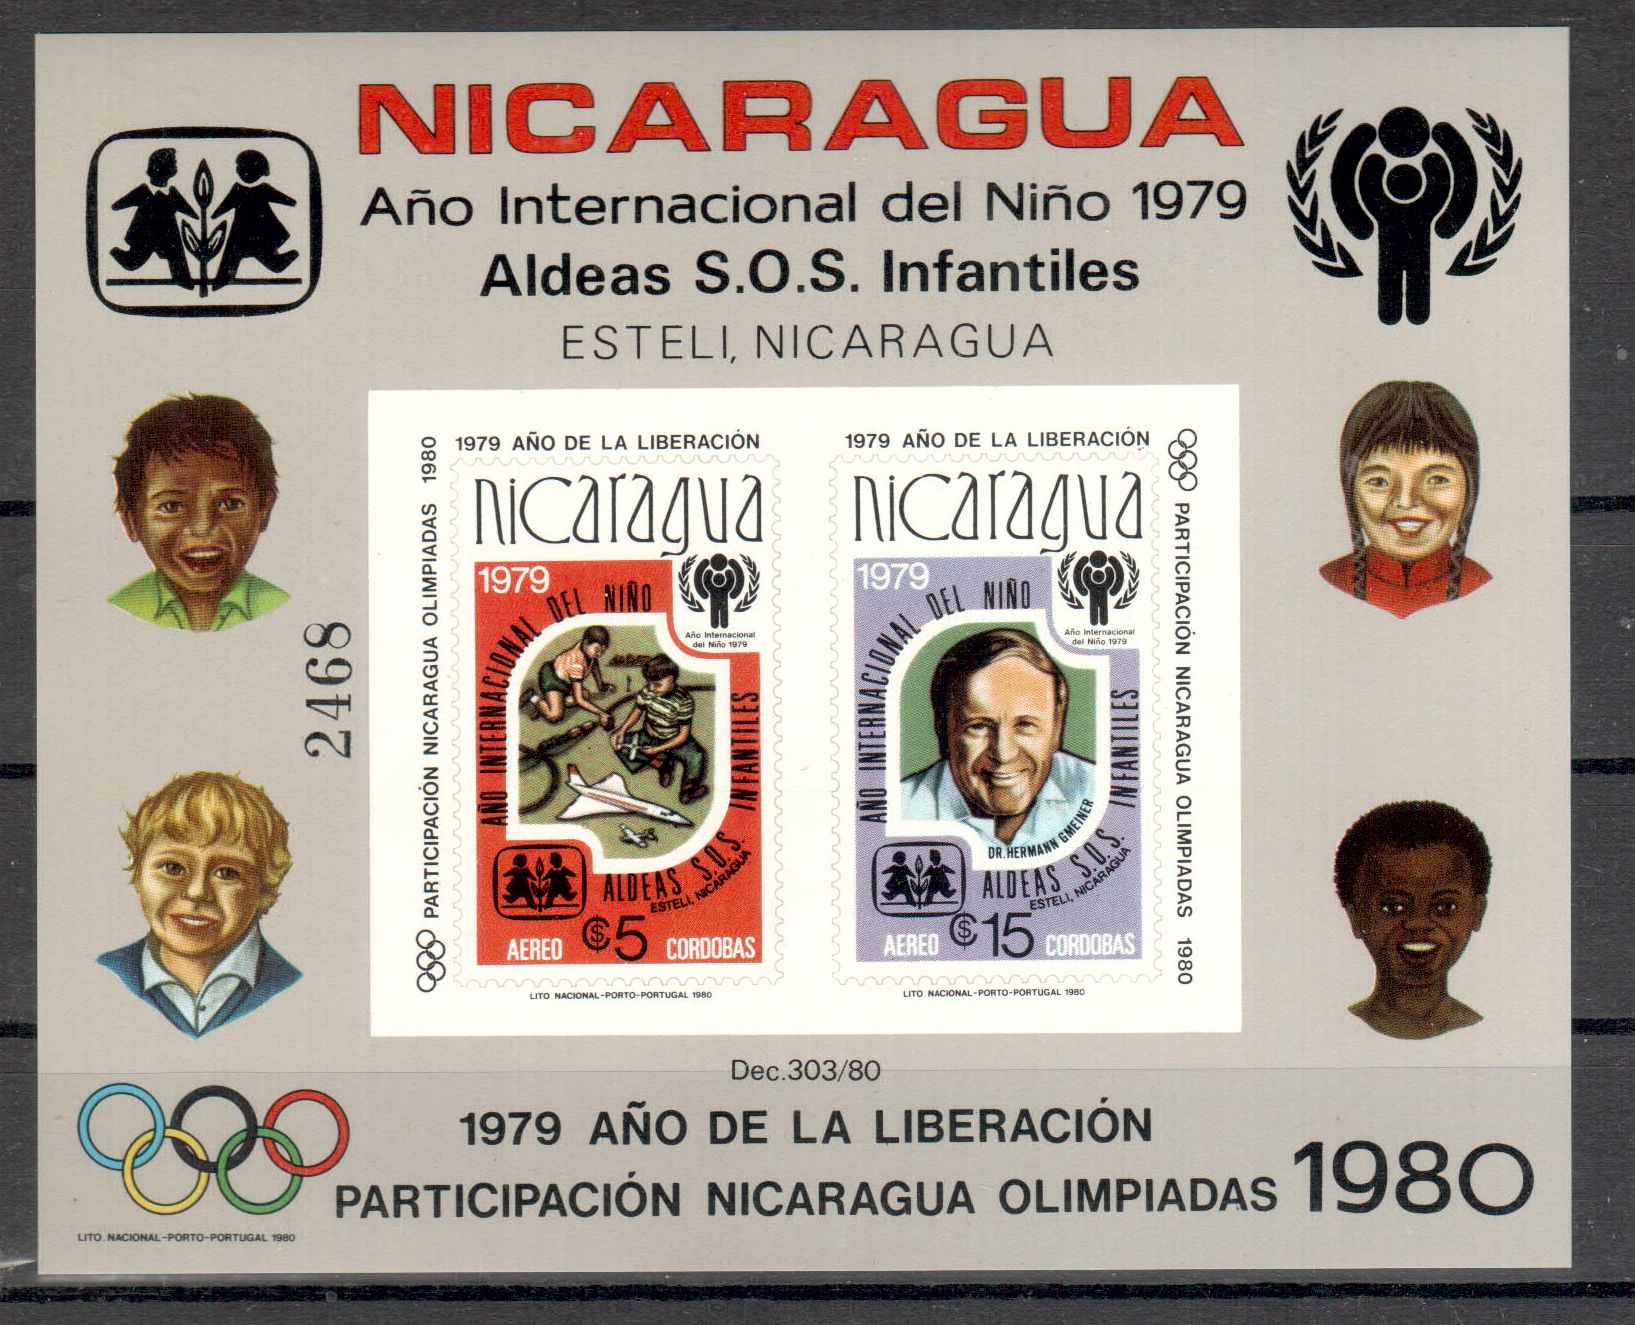 NICARAGUA
Año Internacional del Niño 1979
Aldeas S.O.S. Infantiles
ESTELI, NICARAGUA
2468
PARTICIPACIÓN NICARAGUA OLIMPIADAS 1980
1979 AÑO DE LA LIBERACIÓN
nicaragua
1979
AÑO INTERNACIONAL DEL NIÑO
Año Internacional
del Niño 1979
ALDEAS S.O.S. INFANTILES
ESTELI, NICARAGUA
AEREO ₡$5 CORDOBAS
LITO NACIONAL-PORTO-PORTUGAL 1980
1979 AÑO DE LA LIBERACIÓN
nicaragua
1979
AÑO INTERNACIONAL DEL NIÑO
Año Internacional
del Niño 1979
DR. HERMANN GMEINER
ALDEAS S.O.S. INFANTILES
ESTELI, NICARAGUA
AEREO ₡$15 CORDOBAS
LITO NACIONAL-PORTO-PORTUGAL 1980
PARTICIPACIÓN NICARAGUA OLIMPIADAS 1980
Dec.303/80
1979 AÑO DE LA LIBERACIÓN
PARTICIPACIÓN NICARAGUA OLIMPIADAS 1980
LITO. NACIONAL-PORTO-PORTUGAL 1980